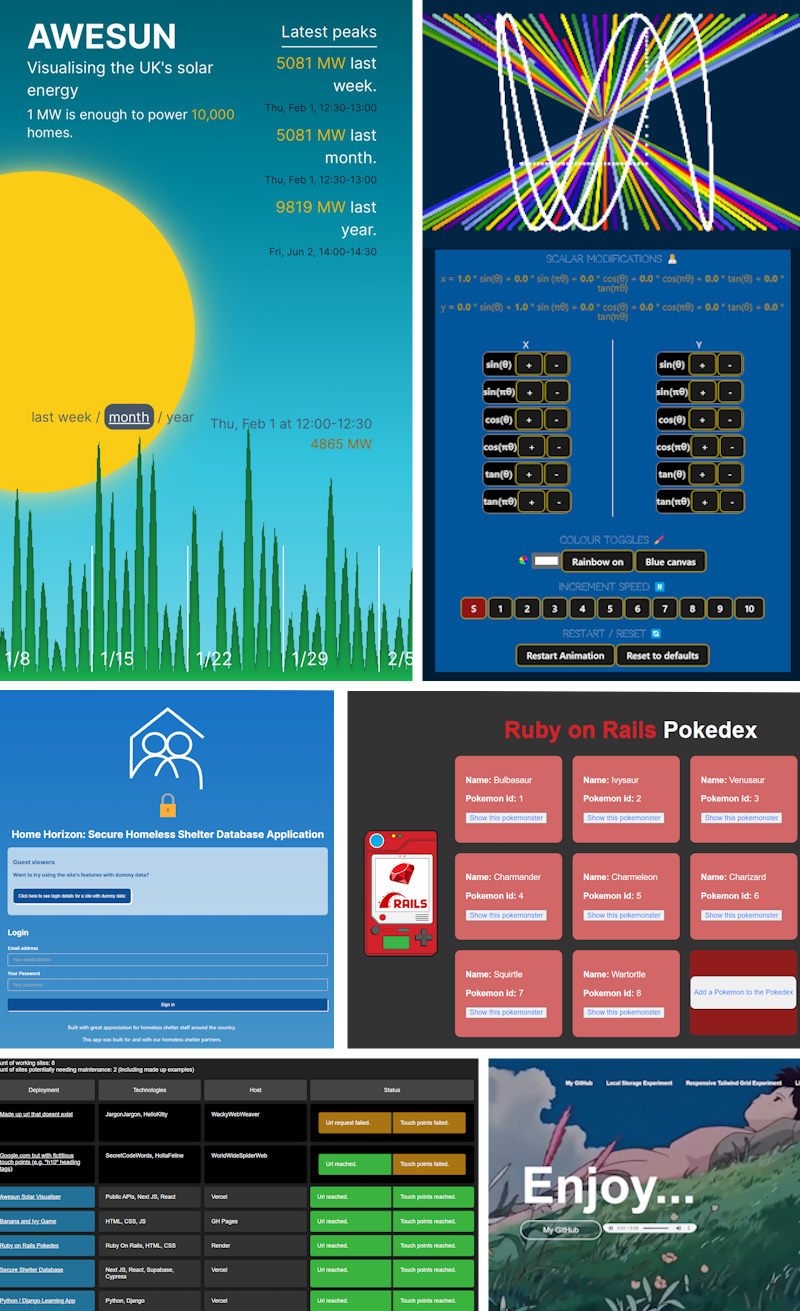 AWESUN
Visualising the UK's solar
energy
1 MW is enough to power 10,000
homes.
Latest peaks
5081 MW last
week.
Thu, Feb 1, 12:30-13:00
5081 MW last
month.
Thu, Feb 1, 12:30-13:00
9819 MW last
year.
Fri, Jun 2, 14:00-14:30
last week / month / year
Thu, Feb 1 at 12:00-12:30
4865 MW
1/8
1/15
1/22
1/29
2/5
SCALAR MODIFICATIONS
x = 1.0 * sin(θ) + 0.0 * sin (πθ) + 0.0 * cos(θ) + 0.0 * cos(πθ) + 0.0 * tan(θ) + 0.0 *
tan(πθ)
y = 0.0 * sin(θ) + 1.0 * sin (πθ) + 0.0 * cos(θ) + 0.0 * cos(πθ) + 0.0 * tan(θ) + 0.0 *
tan(πθ)
X Y
sin(θ) + - sin(θ) + -
sin(πθ) + - sin(πθ) + -
cos(θ) + - cos(θ) + -
cos(πθ) + - cos(πθ) + -
tan(θ) + - tan(θ) + -
tan(πθ) + - tan(πθ) + -
COLOUR TOGGLES
Rainbow on Blue canvas
INCREMENT SPEED
S 1 2 3 4 5 6 7 8 9 10
RESTART / RESET
Restart Animation Reset to defaults
Home Horizon: Secure Homeless Shelter Database Application
Guest viewers
Want to try using the site's features with dummy data?
Click here to see login details for a site with dummy data
Login
Email address
Your email address
Your Password
Your password
Sign in
Built with great appreciation for homeless shelter staff around the country.
This app was built for and with our homeless shelter partners.
Ruby on Rails Pokedex
RAILS
Name: Bulbasaur
Pokemon id: 1
Show this pokemonster
Name: Ivysaur
Pokemon id: 2
Show this pokemonster
Name: Venusaur
Pokemon id: 3
Show this pokemonster
Name: Charmander
Pokemon id: 4
Show this pokemonster
Name: Charmeleon
Pokemon id: 5
Show this pokemonster
Name: Charizard
Pokemon id: 6
Show this pokemonster
Name: Squirtle
Pokemon id: 7
Show this pokemonster
Name: Wartortle
Pokemon id: 8
Show this pokemonster
Add a Pokemon to the Pokedex
unt of working sites: 8
unt of sites potentially needing maintenance: 2 (including made up examples)
Deployment Technologies Host Status
Made up url that doesnt exist JargonJargon, HelloKitty WackyWebWeaver Url request failed. Touch points failed.
Google.com but with fictitious
touch points (e.g. "h10" heading
tags)
SecretCodeWords, HollaFeline WorldWideSpiderWeb Url reached. Touch points failed.
Awesun Solar Visualiser Public APIs, Next JS, React Vercel Url reached. Touch points reached.
Banana and Ivy Game HTML, CSS, JS GH Pages Url reached. Touch points reached.
Ruby on Rails Pokedex Ruby On Rails, HTML, CSS Render Url reached. Touch points reached.
Secure Shelter Database Next JS, React, Supabase,
Cypress
Vercel Url reached. Touch points reached.
Python / Django Learning App Python, Django Vercel Url reached. Touch points reached.
My GitHub Local Storage Experiment Responsive Tailwind Grid Experiment Li
Enjoy...
My GitHub